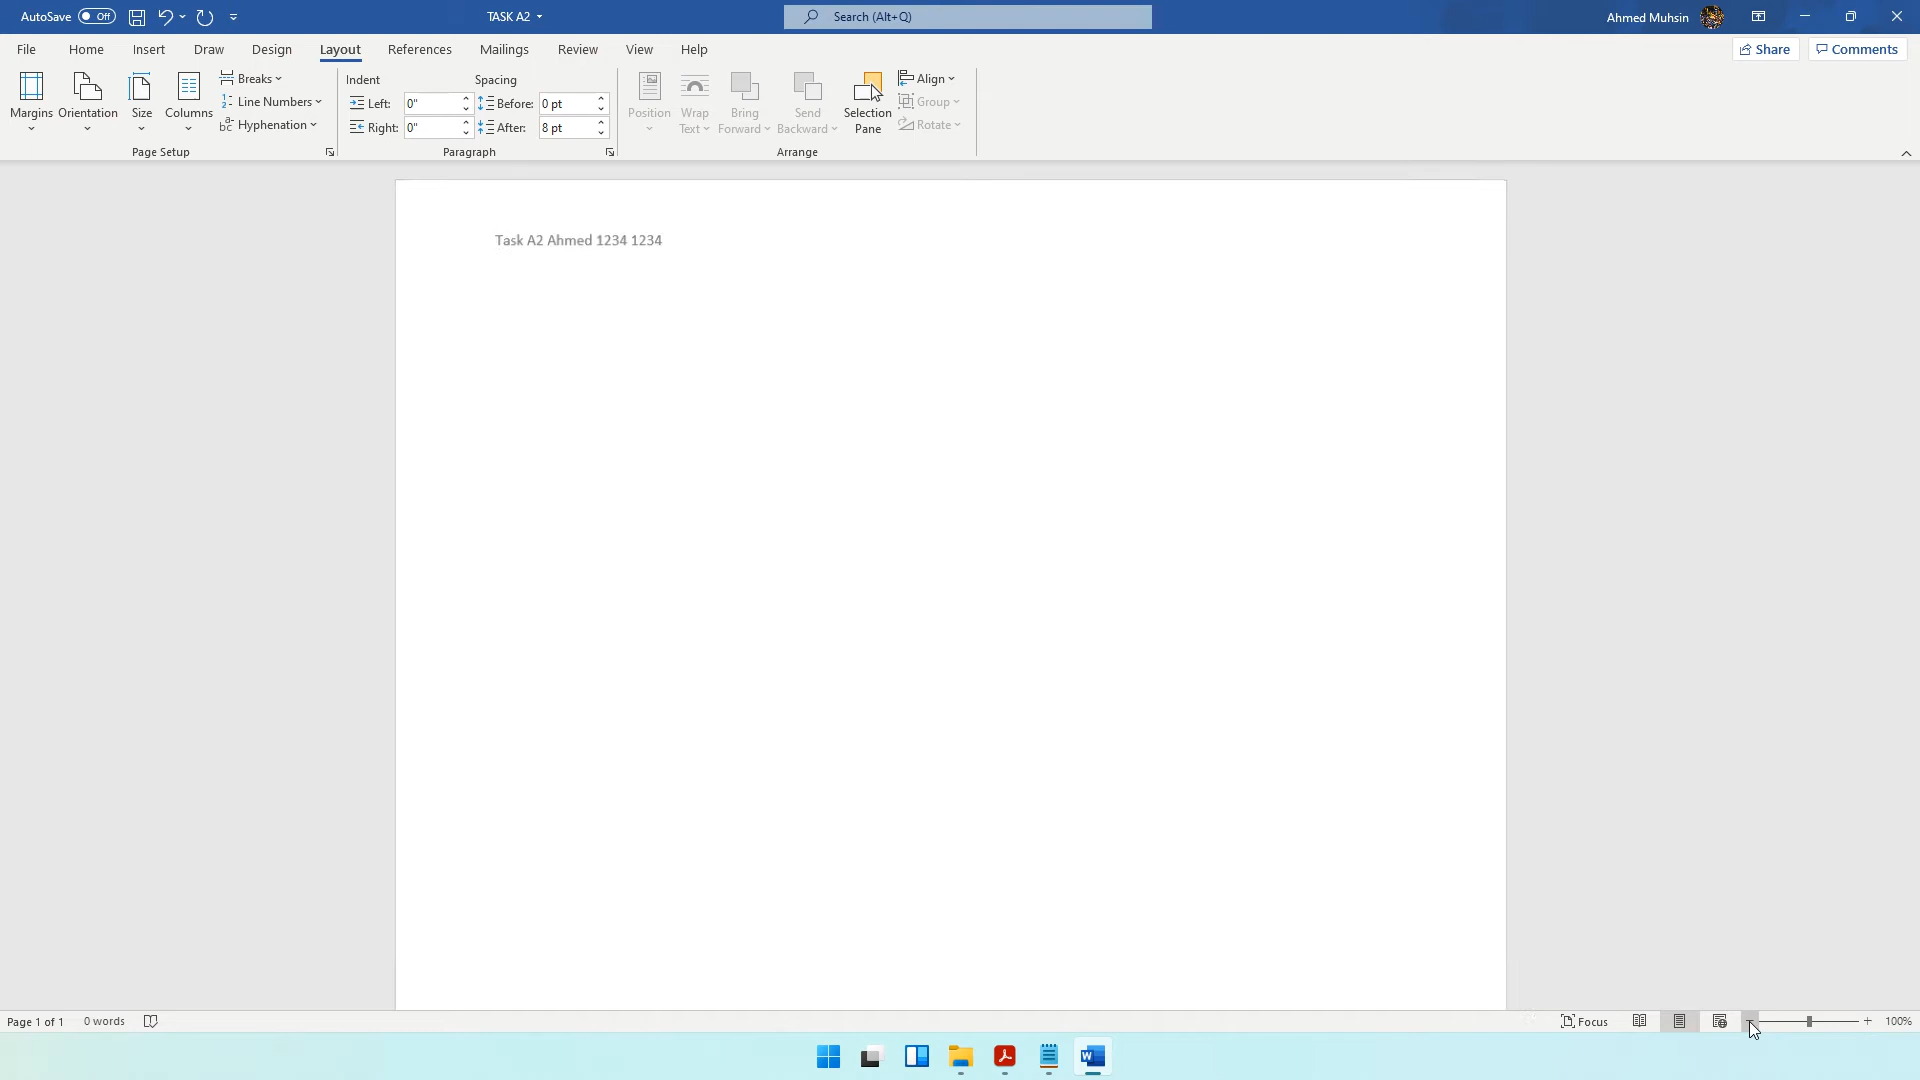 AutoSave Off TASK A2 Search (Alt+Q) Ahmed Muhsin
File Home Insert Draw Design Layout References Mailings Review View Help Share Comments
Margins Orientation Size Columns
Breaks
Line Numbers
Hyphenation
Page Setup
Indent Spacing
Left: 0" Before: 0 pt
Right: 0" After: 8 pt
Paragraph
Position
Wrap Text
Bring Forward
Send Backward
Selection Pane
Align
Group
Rotate
Arrange
Task A2 Ahmed 1234 1234
Page 1 of 1 0 words Focus 100%